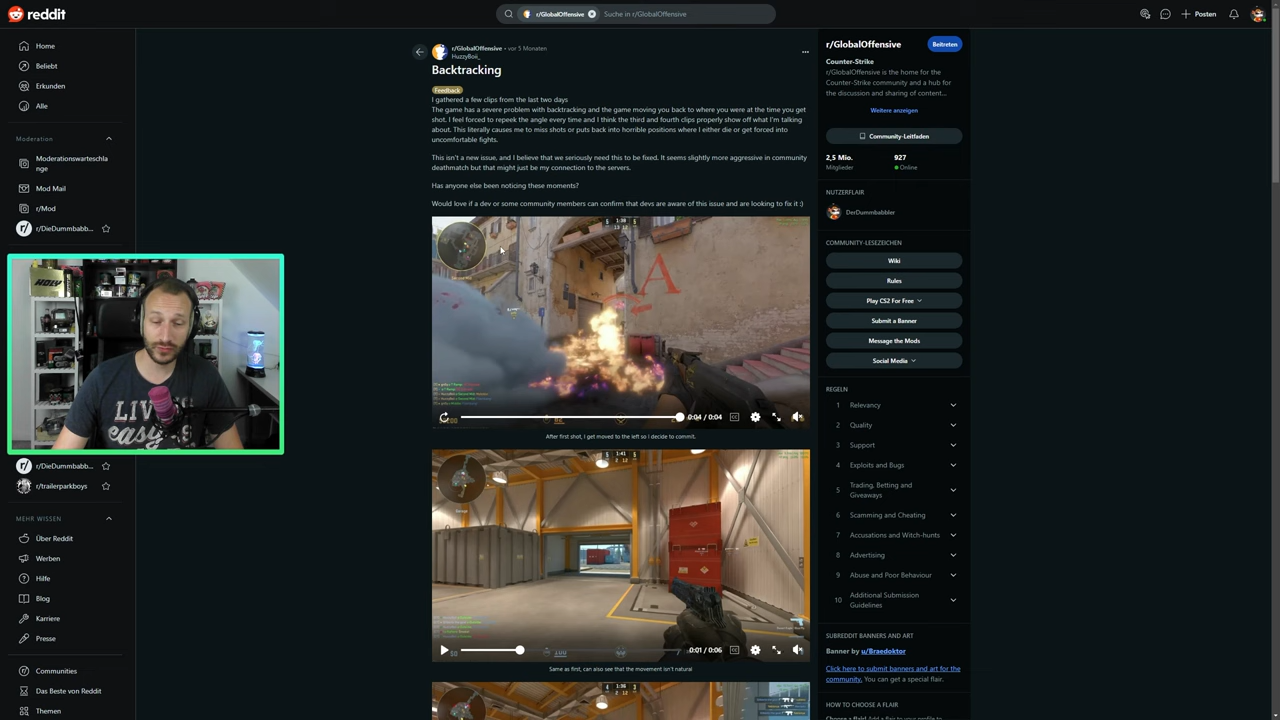 reddit
r/GlobalOffensive
Suche in r/GlobalOffensive
Posten
Home
Beliebt
Erkunden
Alle
Moderation
Moderationswarteschla
nge
Mod Mail
r/Mod
r/DieDummbabb...
HOLY
LIVE
easy
r/DieDummbabb...
r/trailerparkboys
MEHR WISSEN
Über Reddit
Werben
Hilfe
Blog
Karriere
Presse
Communities
Das Beste von Reddit
Themen
r/GlobalOffensive • vor 5 Monaten
HuzzyBoii_
Backtracking
Feedback
I gathered a few clips from the last two days
The game has a severe problem with backtracking and the game moving you back to where you were at the time you get
shot. I feel forced to repeek the angle every time and I think the third and fourth clips properly show off what I'm talking
about. This literally causes me to miss shots or puts back into horrible positions where I either die or get forced into
uncomfortable fights.
This isn't a new issue, and I believe that we seriously need this to be fixed. It seems slightly more aggressive in community
deathmatch but that might just be my connection to the servers.
Has anyone else been noticing these moments?
Would love if a dev or some community members can confirm that devs are aware of this issue and are looking to fix it :)
1:38
A
0:04 / 0:04
After first shot, I get moved to the left so I decide to commit.
1:41
Garage
0:01 / 0:06
Same as first, can also see that the movement isn't natural
1:36
r/GlobalOffensive
Beitreten
Counter-Strike
r/GlobalOffensive is the home for the
Counter-Strike community and a hub for
the discussion and sharing of content...
Weitere anzeigen
Community-Leitfaden
2,5 Mio.
927
Mitglieder
Online
NUTZERFLAIR
DerDummbabbler
COMMUNITY-LESEZEICHEN
Wiki
Rules
Play CS2 For Free
Submit a Banner
Message the Mods
Social Media
REGELN
1 Relevancy
2 Quality
3 Support
4 Exploits and Bugs
5 Trading, Betting and
Giveaways
6 Scamming and Cheating
7 Accusations and Witch-hunts
8 Advertising
9 Abuse and Poor Behaviour
10 Additional Submission
Guidelines
SUBREDDIT BANNERS AND ART
Banner by u/Braedoktor
Click here to submit banners and art for the
community. You can get a special flair.
HOW TO CHOOSE A FLAIR